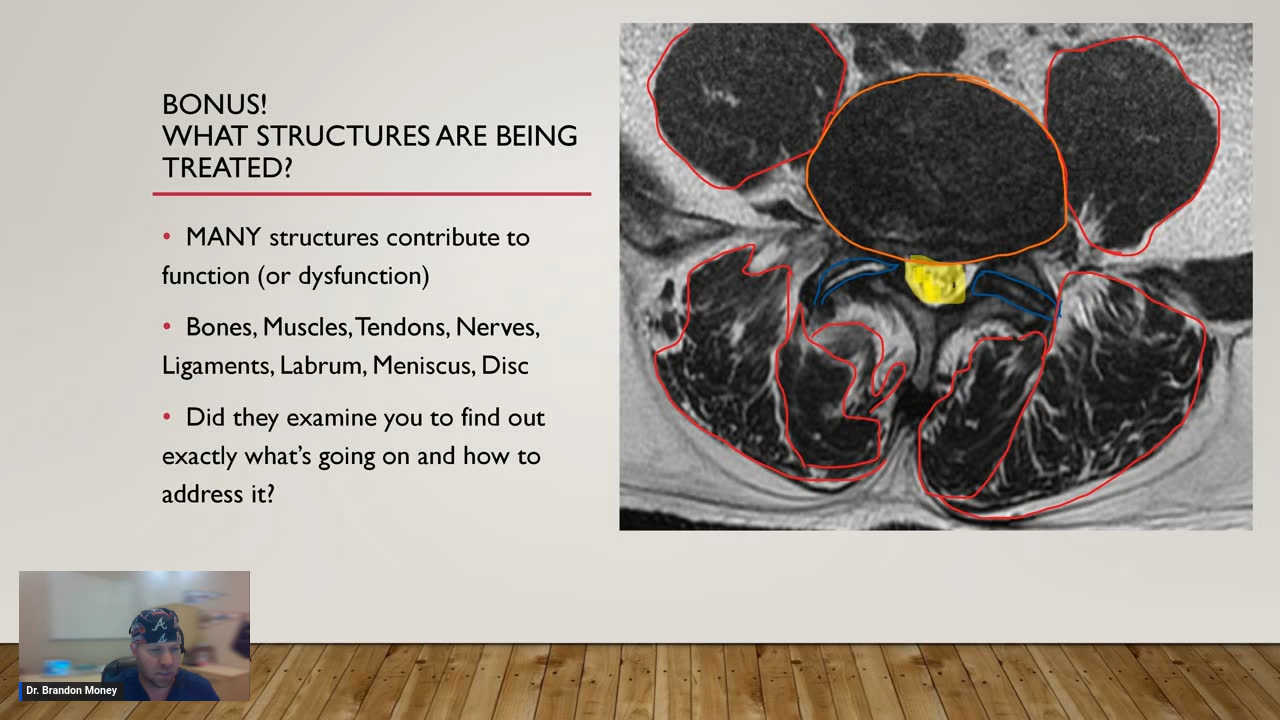 BONUS!
WHAT STRUCTURES ARE BEING
TREATED?
• MANY structures contribute to
function (or dysfunction)
• Bones, Muscles, Tendons, Nerves,
Ligaments, Labrum, Meniscus, Disc
• Did they examine you to find out
exactly what’s going on and how to
address it?
A
Dr. Brandon Money